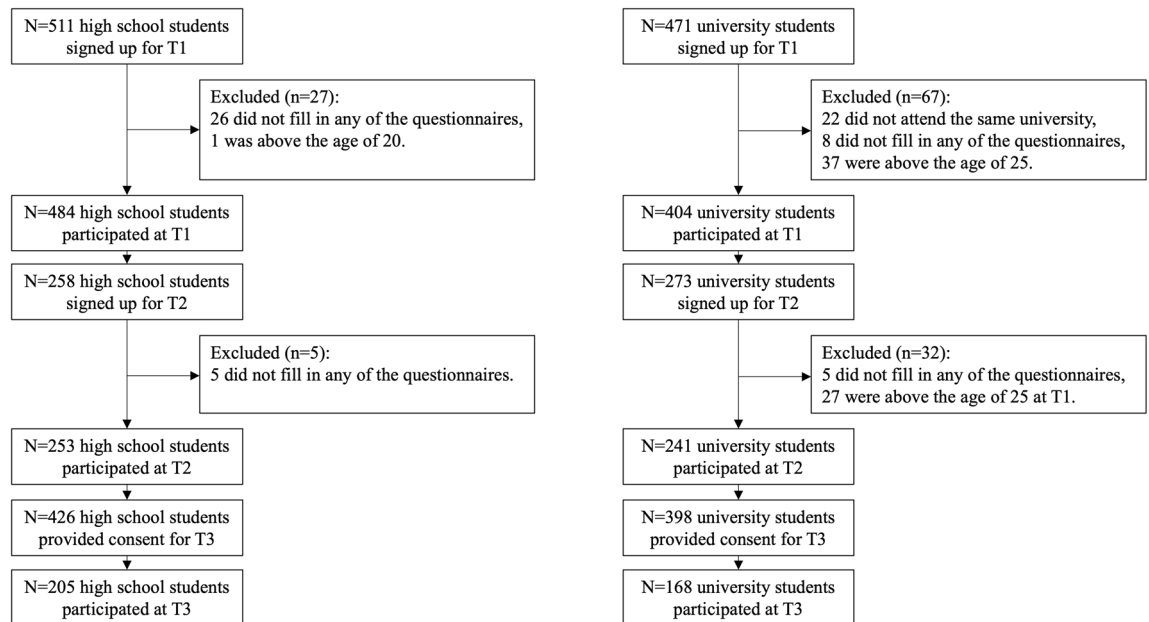 N=511 high school students
signed up for T1
Excluded (n=27):
26 did not fill in any of the questionnaires,
1 was above the age of 20.
N=484 high school students
participated at T1
N=258 high school students
signed up for T2
Excluded (n=5):
5 did not fill in any of the questionnaires.
N=253 high school students
participated at T2
N=426 high school students
provided consent for T3
N=205 high school students
participated at T3
N=471 university students
signed up for T1
Excluded (n=67):
22 did not attend the same university,
8 did not fill in any of the questionnaires,
37 were above the age of 25.
N=404 university students
participated at T1
N=273 university students
signed up for T2
Excluded (n=32):
5 did not fill in any of the questionnaires,
27 were above the age of 25 at T1.
N=241 university students
participated at T2
N=398 university students
provided consent for T3
N=168 university students
participated at T3